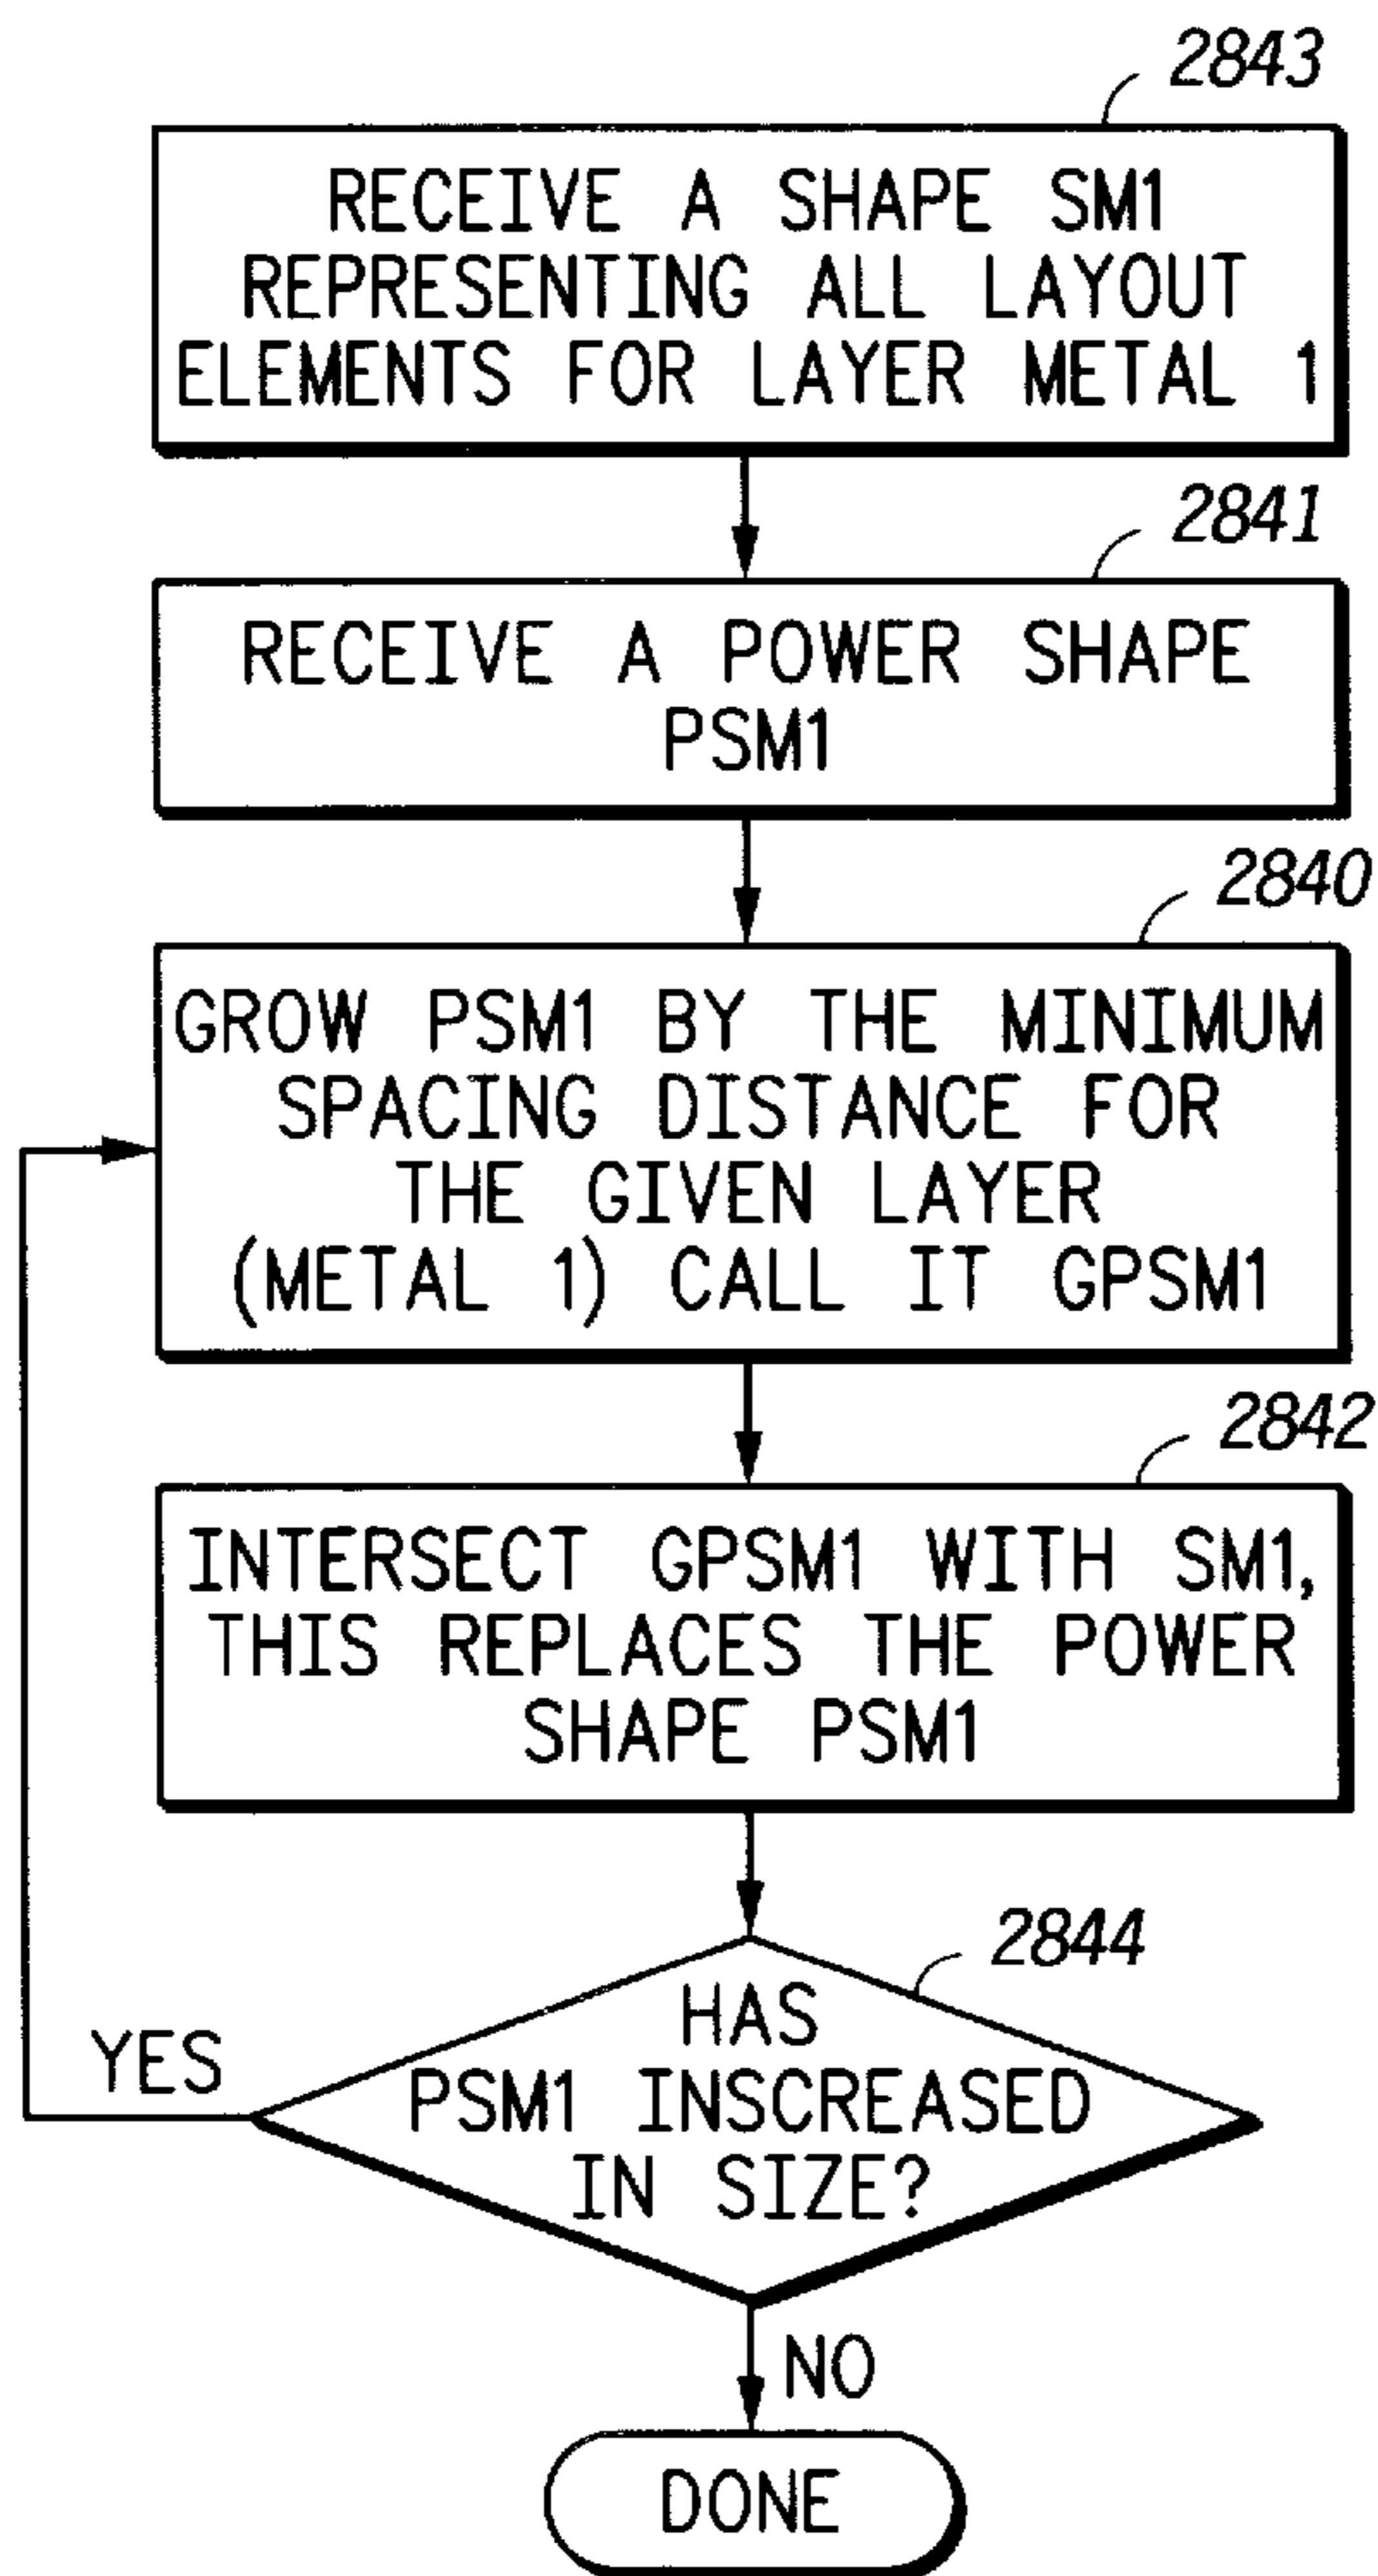 2843
RECEIVE A SHAPE SM1
REPRESENTING ALL LAYOUT
ELEMENTS FOR LAYER METAL 1
2841
RECEIVE A POWER SHAPE
PSM1
2840
GROW PSM1 BY THE MINIMUM
SPACING DISTANCE FOR
THE GIVEN LAYER
(METAL 1) CALL IT GPSM1
2842
INTERSECT GPSM1 WITH SM1,
THIS REPLACES THE POWER
SHAPE PSM1
2844
HAS
PSM1 INSCREASED
IN SIZE?
YES
NO
DONE